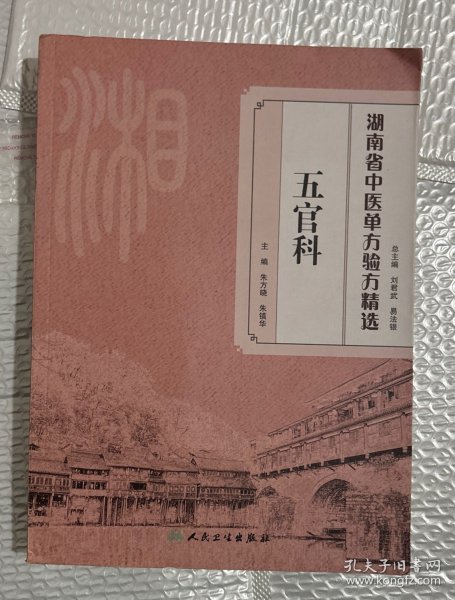 湘
湖南省中医单方验方精选
总主编 刘君武 易法银
五官科
主编 朱方晓 朱镇华
人民卫生出版社
孔夫子旧书网
www.kongfz.com